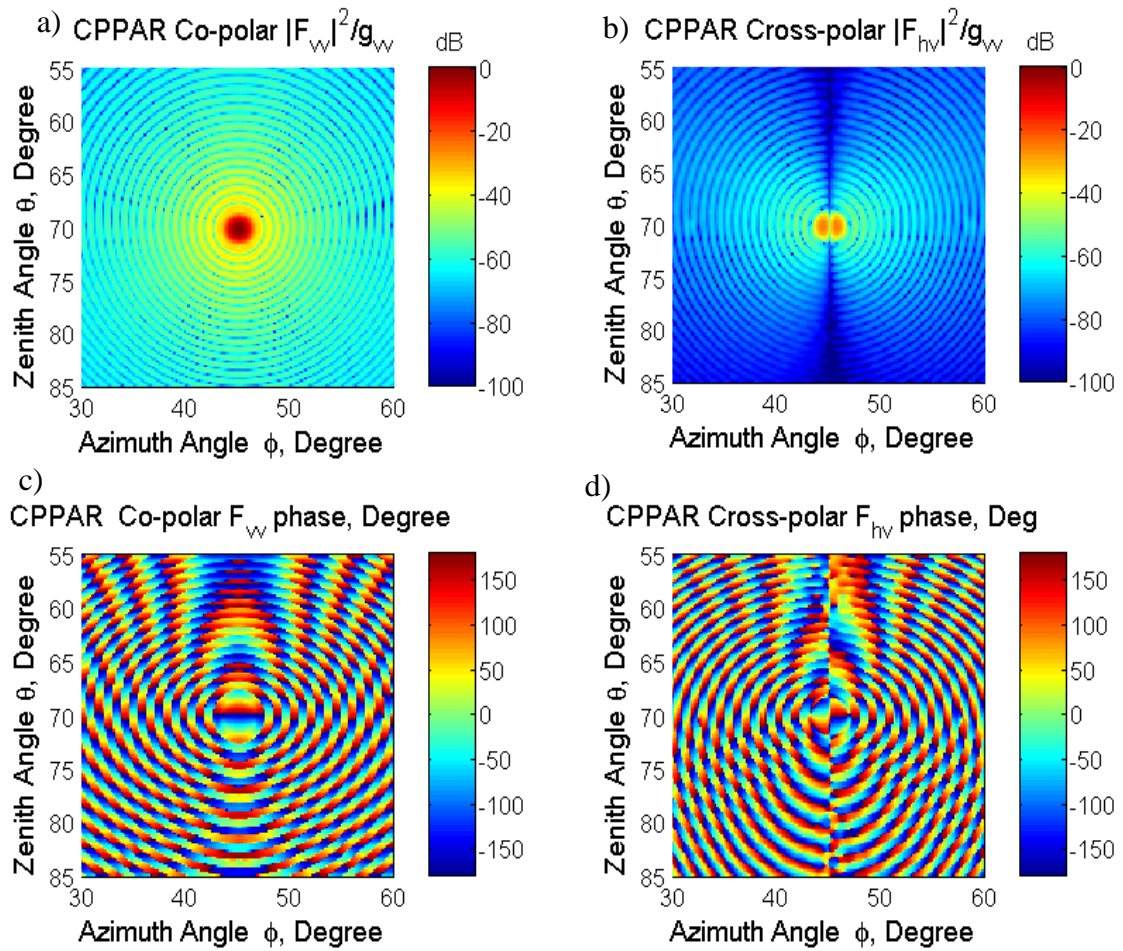 a) CPPAR Co-polar |F_vv|²/g_vv
dB
55
60
65
70
75
80
85
30 40 50 60
0
-20
-40
-60
-80
-100
Zenith Angle θ, Degree
Azimuth Angle ϕ, Degree
b) CPPAR Cross-polar |F_hv|²/g_vv dB
55
60
65
70
75
80
85
30 40 50 60
0
-20
-40
-60
-80
-100
Zenith Angle θ, Degree
Azimuth Angle ϕ, Degree
c)
CPPAR Co-polar F_vv phase, Degree
55
60
65
70
75
80
85
30 40 50 60
150
100
50
0
-50
-100
-150
Zenith Angle θ, Degree
Azimuth Angle ϕ, Degree
d)
CPPAR Cross-polar F_hv phase, Deg
55
60
65
70
75
80
85
30 40 50 60
150
100
50
0
-50
-100
-150
Zenith Angle θ, Degree
Azimuth Angle ϕ, Degree